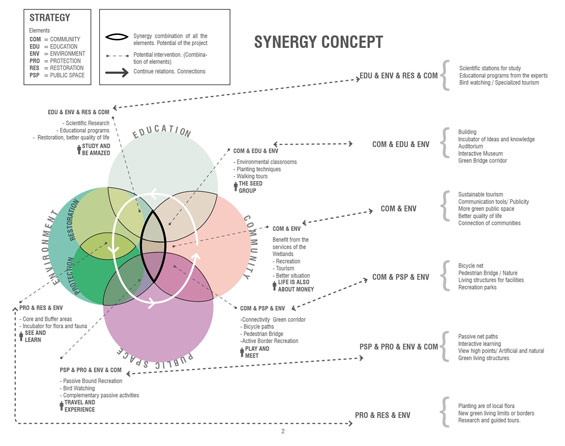 STRATEGY
Elements
COM = COMMUNITY
EDU = EDUCATION
ENV = ENVIRONMENT
PRO = PROTECTION
RES = RESTORATION
PSP = PUBLIC SPACE
Synergy combination of all the
elements. Potential of the project
Potential intervention. (Combina-
tion of elements)
Continue relations. Connections
SYNERGY CONCEPT
EDU & ENV & RES & COM
- Scientific Research
- Educational programs
- Restoration, better quality of life
STUDY AND
BE AMAZED
EDUCATION
COM & EDU & ENV
- Environmental classrooms
- Planting techniques
- Walking tours
THE SEED
GROUP
ENVIRONMENT
RESTORATION
PROTECTION
COMMUNITY
COM & ENV
Benefit from the
services of the
Wetlands
- Recreation
- Tourism
- Better situation
LIFE IS ALSO
ABOUT MONEY
PRO & RES & ENV
- Core and Buffer areas
- Incubator for flora and fauna
SEE AND
LEARN
COM & PSP & ENV
-Connectivity Green corridor
- Bicycle paths
- Pedestrian Bridge
-Active Border Recreation
PLAY AND
MEET
PUBLIC SPACE
PSP & PRO & ENV & COM
- Passive Bound Recreation
- Bird Watching
- Complementary passive activities
TRAVEL AND
EXPERIENCE
EDU & ENV & RES & COM
Scientific stations for study
Educational programs from the experts
Bird watching / Specialized tourism
COM & EDU & ENV
Building
Incubator of Ideas and knowledge
Auditorium
Interactive Museum
Green Bridge corridor
COM & ENV
Sustainable tourism
Communication tools/ Publicity
More green public space
Better quality of life
Connection of communities
COM & PSP & ENV
Bicycle net
Pedestrian Bridge / Nature
Living structures for facilities
Recreation parks
PSP & PRO & ENV & COM
Passive net paths
Interactive learning
View high points/ Artificial and natural
Green living structures
PRO & RES & ENV
Planting are of local flors
New green living limits or borders
Research and guided tours.
2